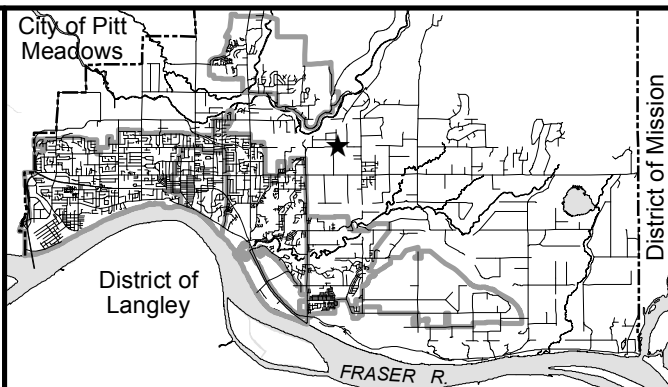 City of Pitt
Meadows
District of Mission
District of
Langley
FRASER R.